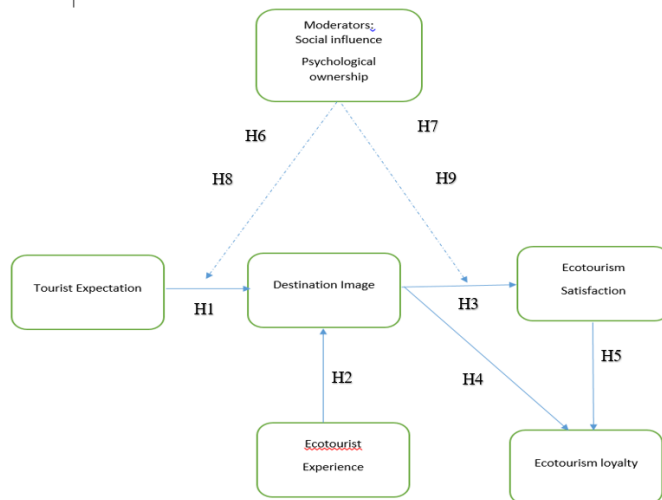 Moderators:
Social influence
Psychological
ownership
H6
H7
H8
H9
Tourist Expectation
H1
Destination Image
H3
Ecotourism
Satisfaction
H2
H4
H5
Ecotourist
Experience
Ecotourism loyalty